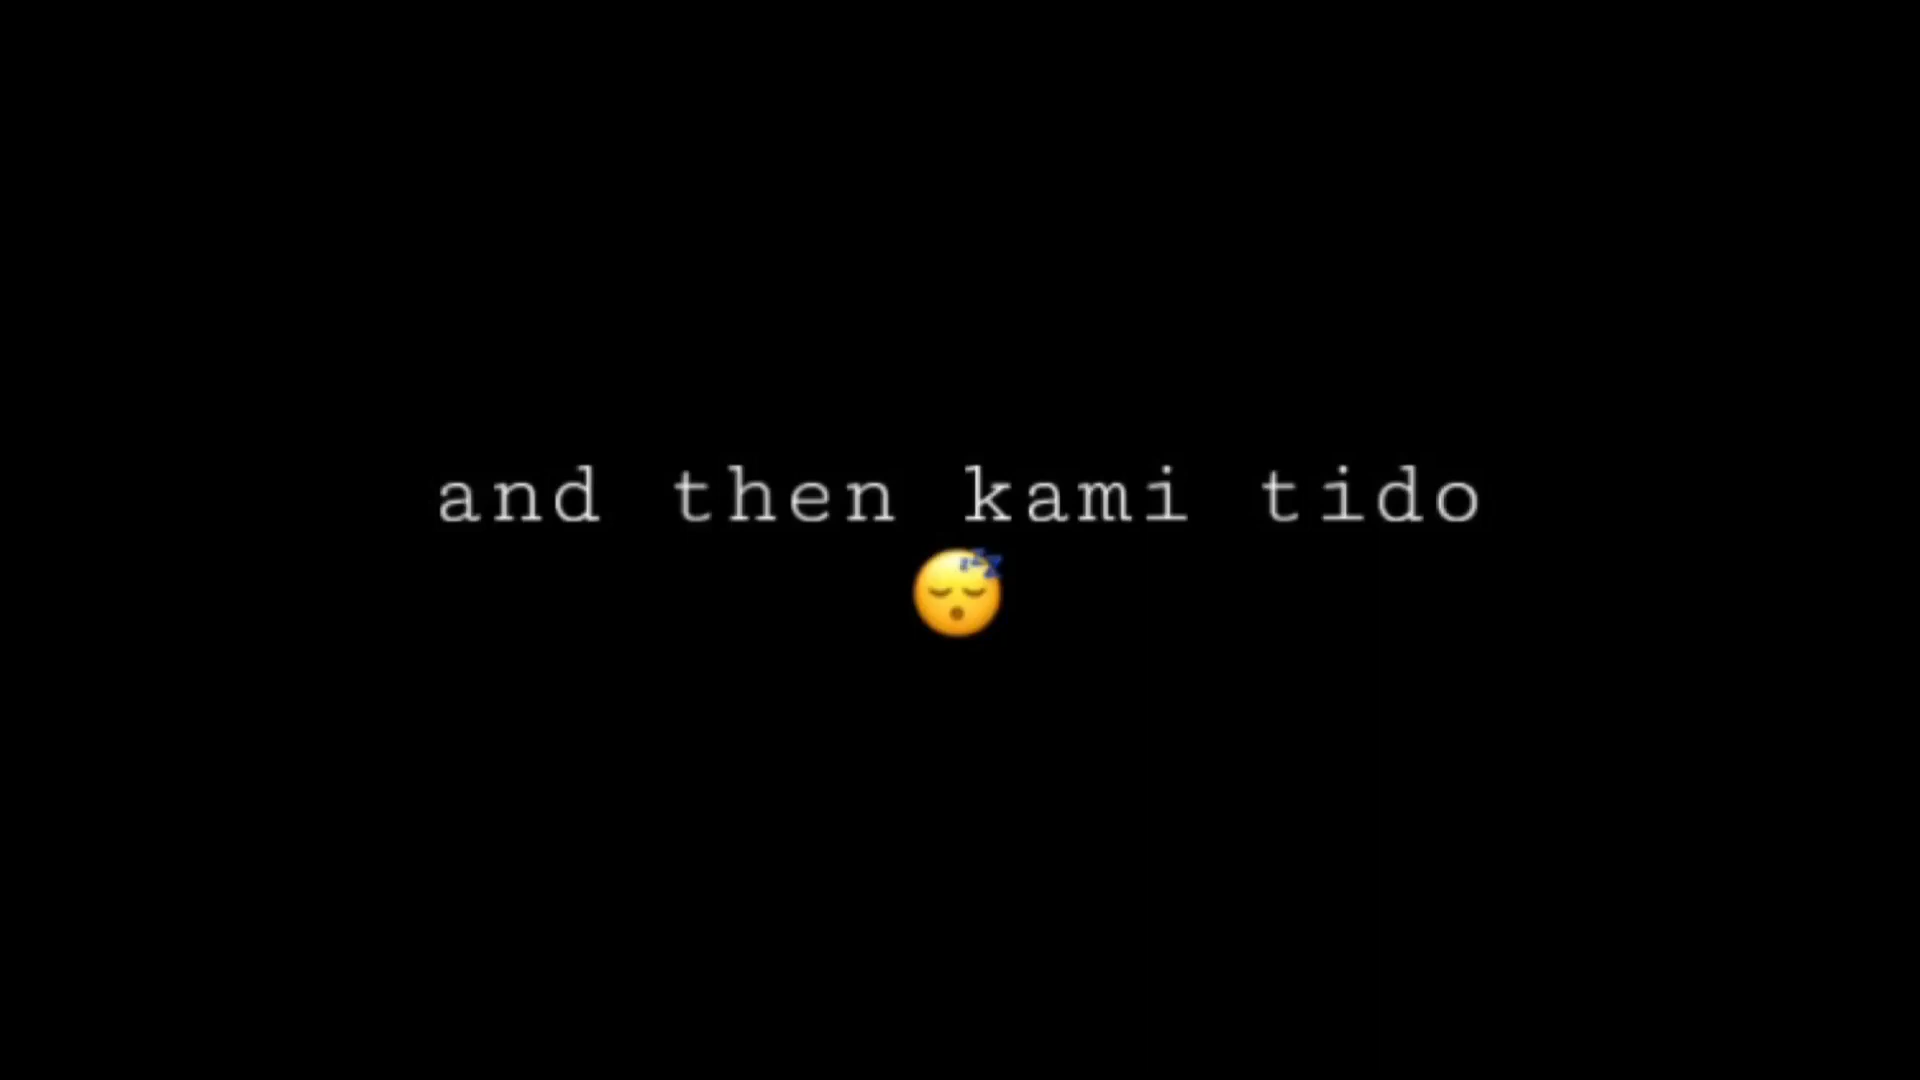 and then kami tido
😴